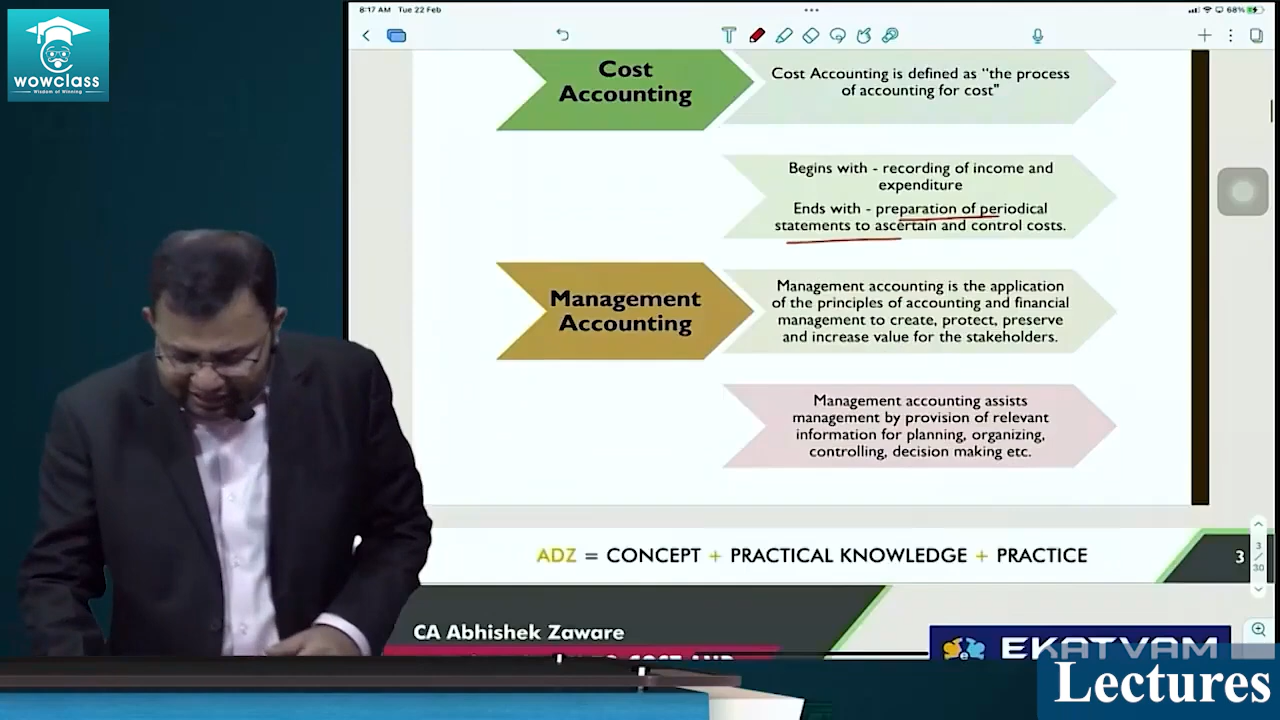 wowclass
Wisdom of Winning
8:17 AM Tue 22 Feb
68%
Cost
Accounting
Cost Accounting is defined as “the process
of accounting for cost"
Begins with - recording of income and
expenditure
Ends with - preparation of periodical
statements to ascertain and control costs.
Management
Accounting
Management accounting is the application
of the principles of accounting and financial
management to create, protect, preserve
and increase value for the stakeholders.
Management accounting assists
management by provision of relevant
information for planning, organizing,
controlling, decision making etc.
ADZ = CONCEPT + PRACTICAL KNOWLEDGE + PRACTICE
3
3
/
30
CA Abhishek Zaware
COST AND
EKATVAM
Lectures